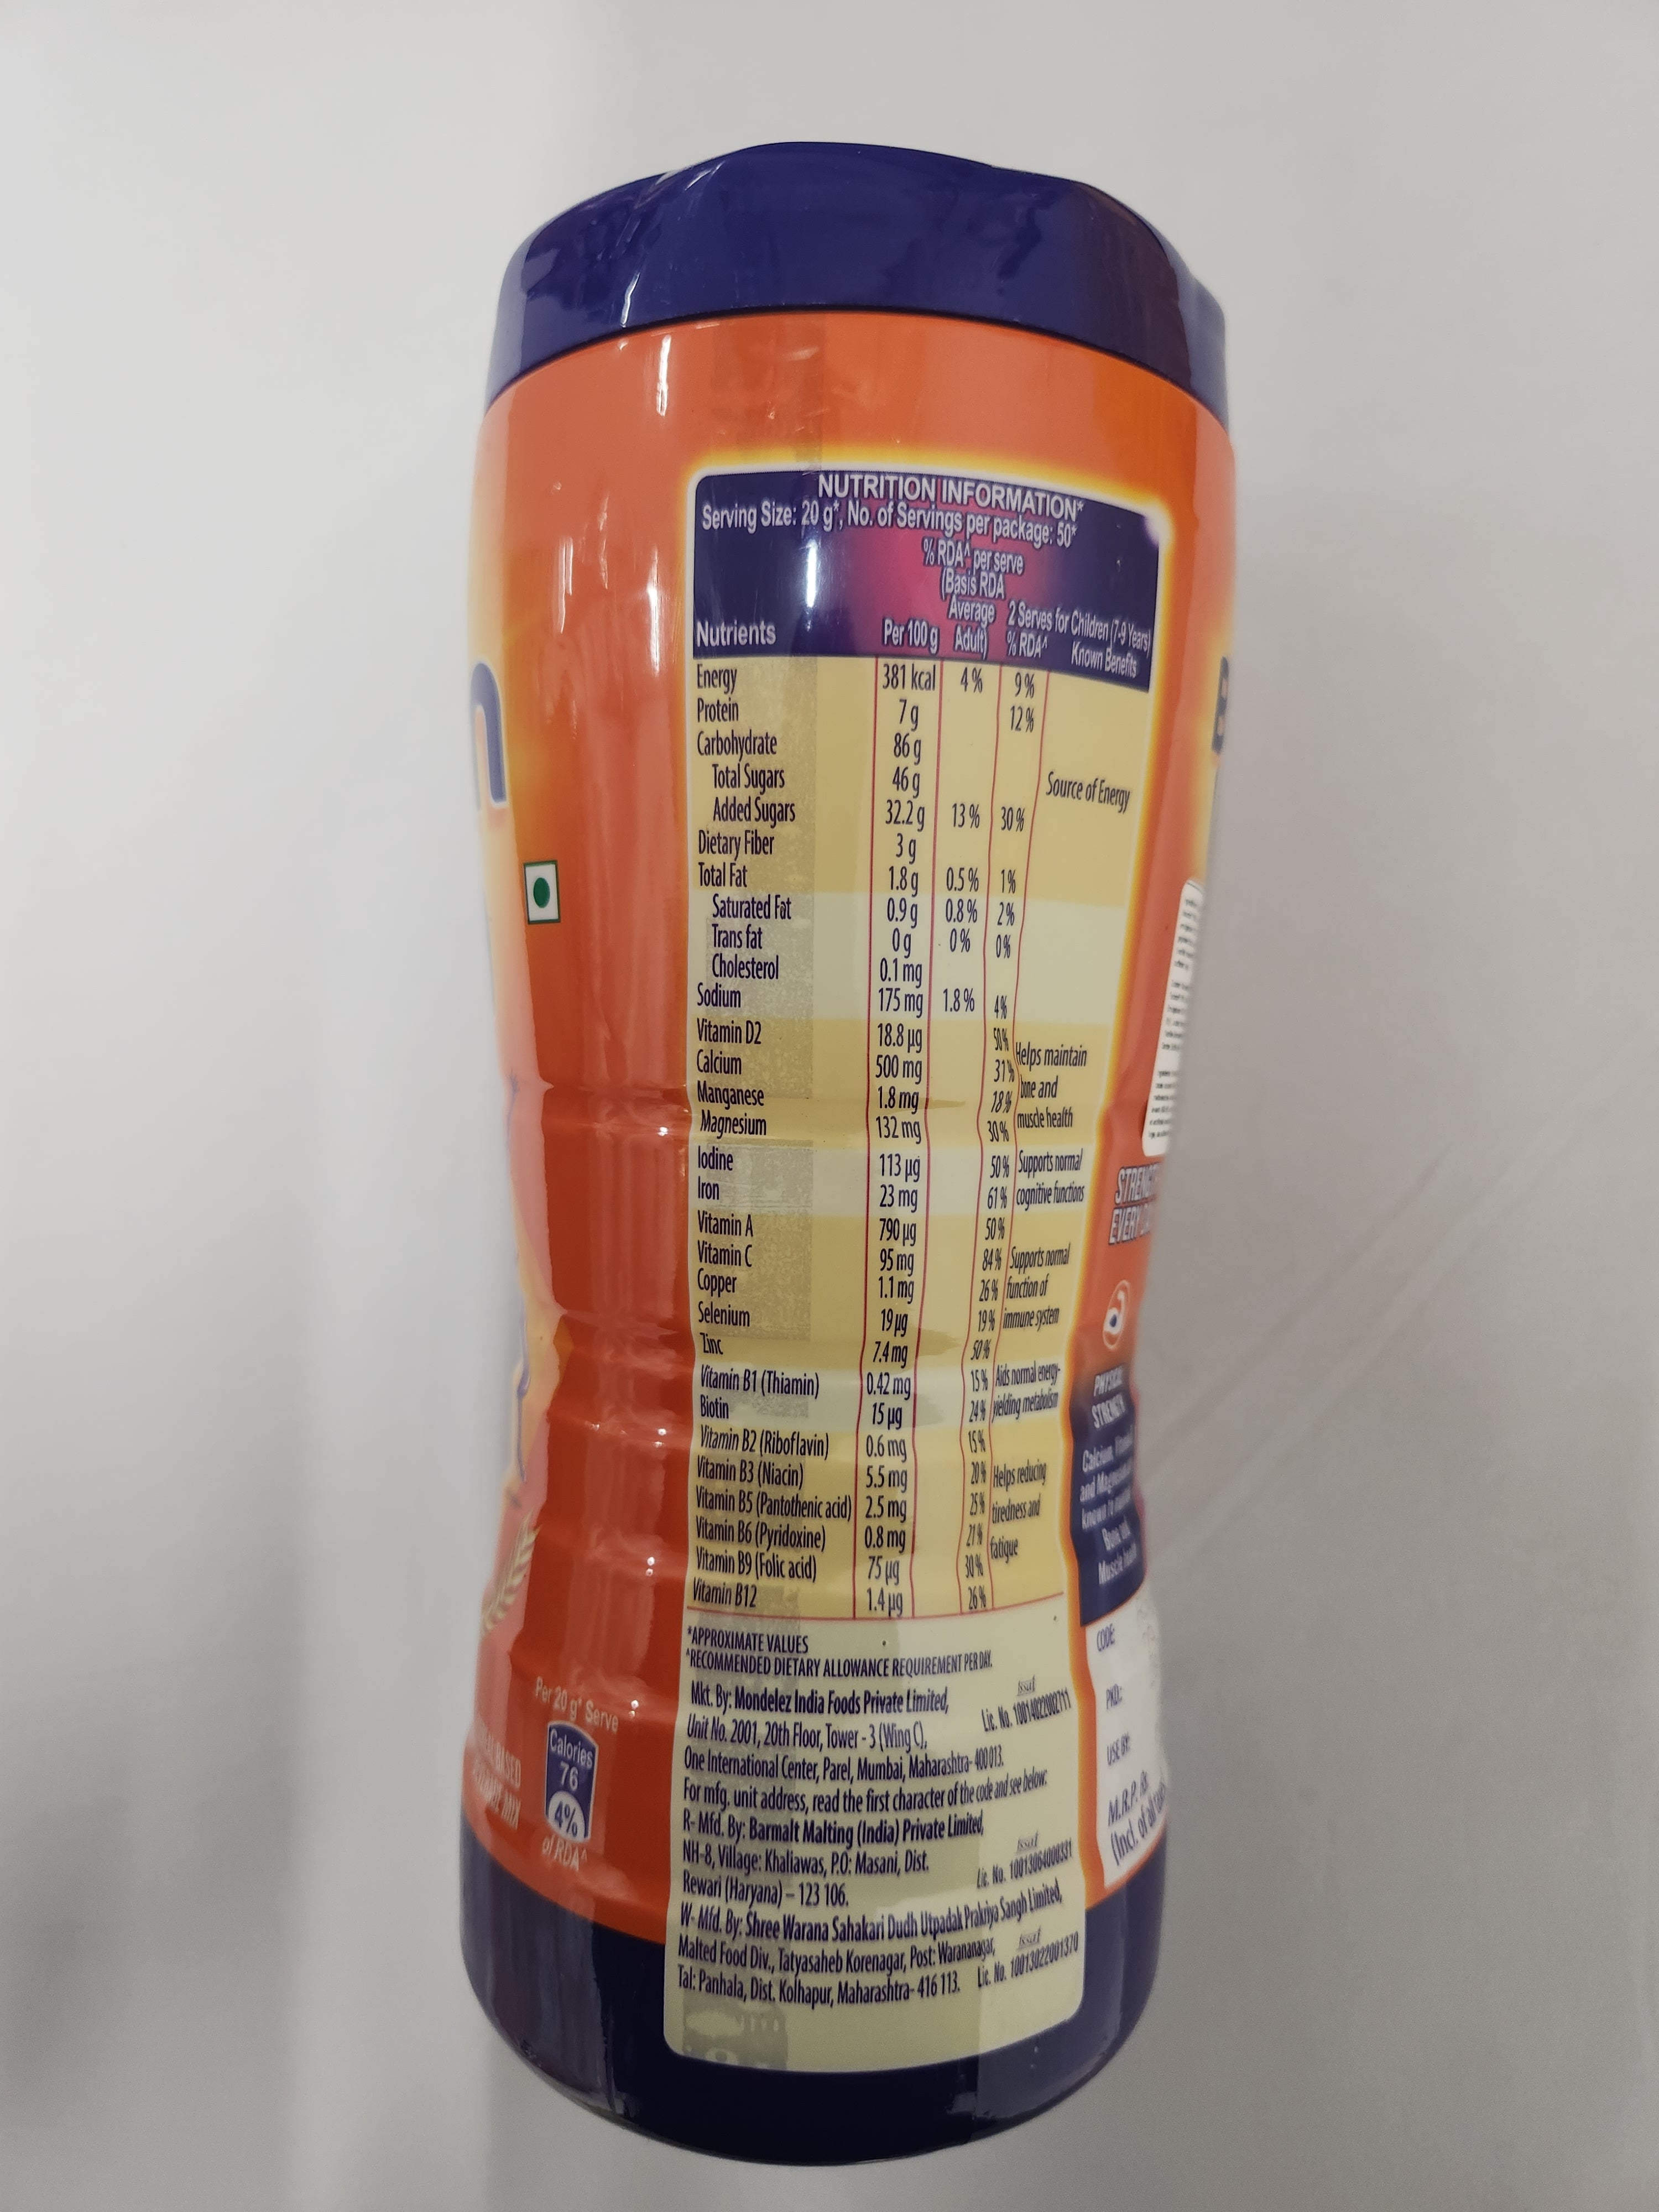 NUTRITION INFORMATION*
Serving Size: 20 g*, No. of Servings per package: 50*
Nutrients Per 100 g % RDA^ per serve (Basis RDA Average Adult) 2 Serves for Children (7-9 Years) % RDA^ Known Benefits
Energy 381 kcal 4% 9%
Protein 7 g 12%
Carbohydrate 86 g
Total Sugars 46 g Source of Energy
Added Sugars 32.2 g 13% 30%
Dietary Fiber 3 g
Total Fat 1.8 g 0.5% 1%
Saturated Fat 0.9 g 0.8% 2%
Trans fat 0 g 0% 0%
Cholesterol 0.1 mg
Sodium 175 mg 1.8% 4%
Vitamin D2 18.8 µg 50% Helps maintain
Calcium 500 mg 31% bone and
Manganese 1.8 mg 18% muscle health
Magnesium 132 mg 30%
Iodine 113 µg 50% Supports normal
Iron 23 mg 61% cognitive functions
Vitamin A 790 µg 50%
Vitamin C 95 mg 84% Supports normal
Copper 1.1 mg 26% function of
Selenium 19 µg 19% immune system
Zinc 7.4 mg 50%
Vitamin B1 (Thiamin) 0.42 mg 15% Aids normal energy-
Biotin 15 µg 24% yielding metabolism
Vitamin B2 (Riboflavin) 0.6 mg 15%
Vitamin B3 (Niacin) 5.5 mg 20% Helps reducing
Vitamin B5 (Pantothenic acid) 2.5 mg 25% tiredness and
Vitamin B6 (Pyridoxine) 0.8 mg 21% fatigue
Vitamin B9 (Folic acid) 75 µg 30%
Vitamin B12 1.4 µg 26%
*APPROXIMATE VALUES
^RECOMMENDED DIETARY ALLOWANCE REQUIREMENT PER DAY.
Mkt. By: Mondelez India Foods Private Limited, fssai
Unit No. 2001, 20th Floor, Tower - 3 (Wing C), Lic. No. 10014022002711
One International Center, Parel, Mumbai, Maharashtra- 400 013.
For mfg. unit address, read the first character of the code and see below:
R- Mfd. By: Barmalt Malting (India) Private Limited,
NH-8, Village: Khaliawas, P.O: Masani, Dist. fssai
Rewari (Haryana) – 123 106. Lic. No. 10013064000331
W- Mfd. By: Shree Warana Sahakari Dudh Utpadak Prakriya Sangh Limited,
Malted Food Div., Tatyasaheb Korenagar, Post: Warananagar, fssai
Tal: Panhala, Dist. Kolhapur, Maharashtra- 416 113. Lic. No. 10013022001370
Per 20 g* Serve
Calories
76
4%
of RDA^
BASED
MIX
EVERY
PHYSICAL
STRENGTH
Calcium,
and
known to
Bone and
Muscle
CODE:
PKD.:
USE BY:
M.R.P. Rs.
(Incl. of all